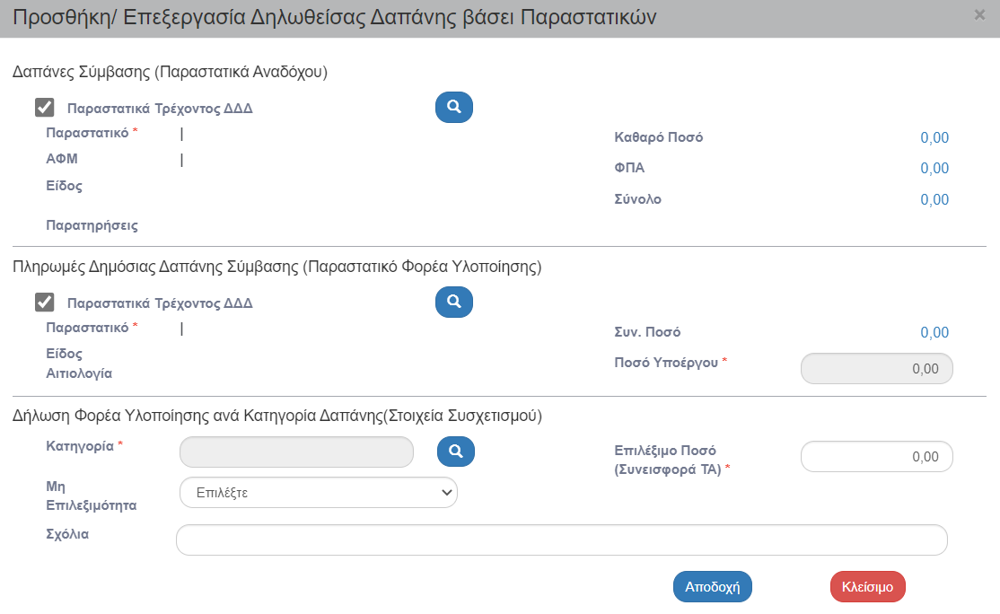 Προσθήκη/ Επεξεργασία Δηλωθείσας Δαπάνης βάσει Παραστατικών ×
Δαπάνες Σύμβασης (Παραστατικά Αναδόχου)
Παραστατικά Τρέχοντος ΔΔΔ
Παραστατικό * |
Καθαρό Ποσό 0,00
ΑΦΜ |
ΦΠΑ 0,00
Είδος
Σύνολο 0,00
Παρατηρήσεις
Πληρωμές Δημόσιας Δαπάνης Σύμβασης (Παραστατικό Φορέα Υλοποίησης)
Παραστατικά Τρέχοντος ΔΔΔ
Παραστατικό * |
Συν. Ποσό 0,00
Είδος
Ποσό Υποέργου * 0,00
Αιτιολογία
Δήλωση Φορέα Υλοποίησης ανά Κατηγορία Δαπάνης(Στοιχεία Συσχετισμού)
Κατηγορία *
Επιλέξιμο Ποσό
(Συνεισφορά ΤΑ) * 0,00
Μη
Επιλεξιμότητα Επιλέξτε
Σχόλια
Αποδοχή Κλείσιμο